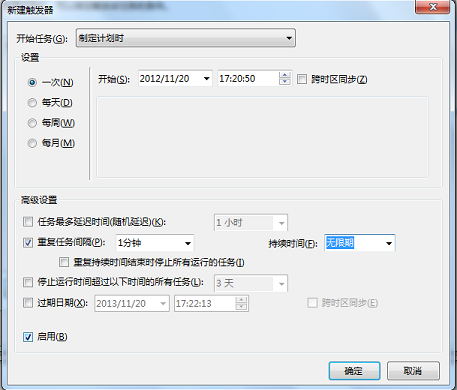 新建触发器
开始任务(G): 制定计划时
设置
一次(N)
每天(D)
每周(W)
每月(M)
开始(S): 2012/11/20 17:20:50 跨时区同步(Z)
高级设置
任务最多延迟时间(随机延迟)(K): 1 小时
重复任务间隔(P): 1分钟 持续时间(F): 无限期
重复持续时间结束时停止所有运行的任务(I)
停止运行时间超过以下时间的所有任务(L): 3 天
过期日期(X): 2013/11/20 17:22:13 跨时区同步(E)
启用(B)
确定 取消